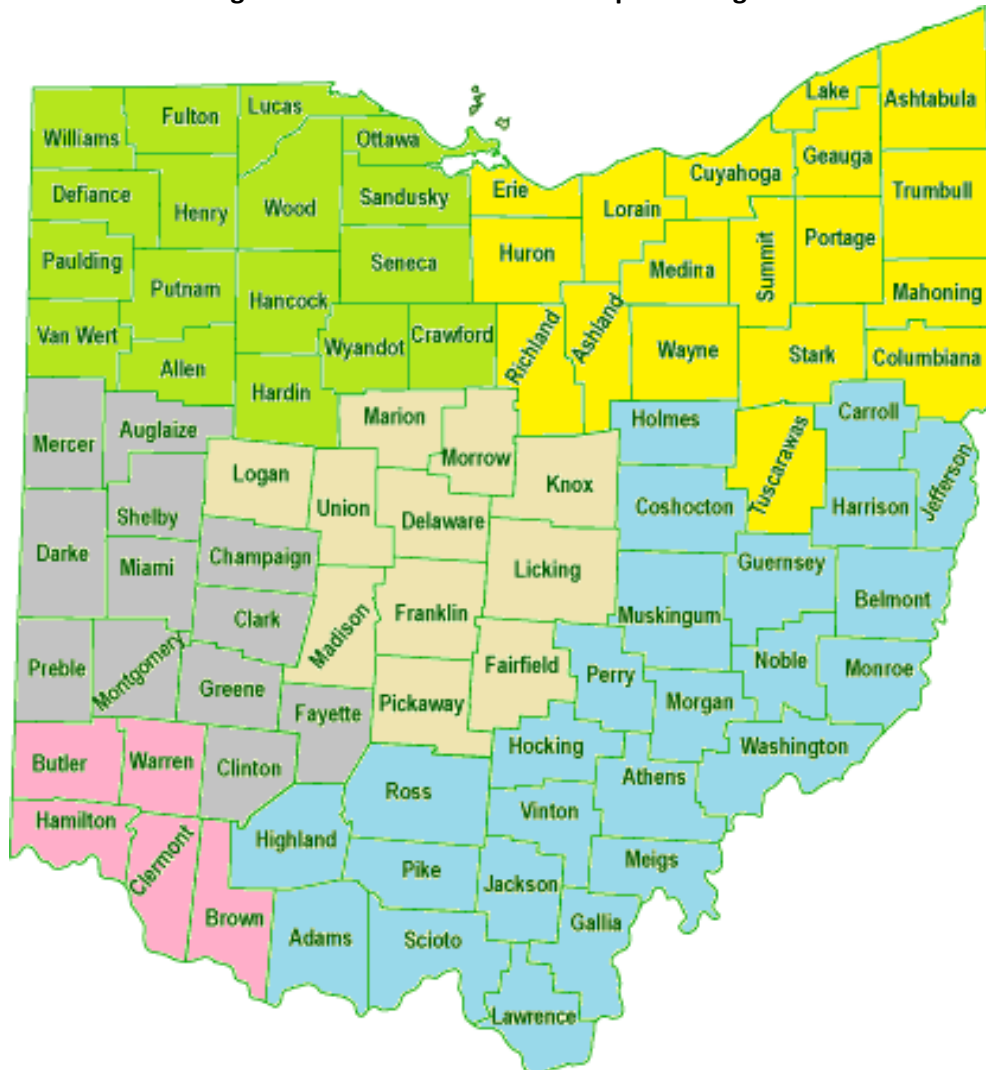 Lake
Ashtabula
Lucas
Fulton
Williams
Ottawa
Geauga
Cuyahoga
Erie
Trumbull
Defiance
Sandusky
Henry
Wood
Lorain
Portage
Summit
Huron
Paulding
Seneca
Medina
Putnam
Mahoning
Hancock
Van Wert
Wyandot
Crawford
Richland
Ashland
Wayne
Stark
Columbiana
Allen
Hardin
Marion
Holmes
Carroll
Mercer
Auglaize
Morrow
Tuscarawas
Jefferson
Logan
Knox
Union
Coshocton
Harrison
Shelby
Delaware
Darke
Champaign
Guernsey
Miami
Licking
Belmont
Clark
Madison
Franklin
Muskingum
Preble
Montgomery
Fairfield
Perry
Noble
Monroe
Greene
Pickaway
Morgan
Fayette
Hocking
Washington
Butler
Warren
Clinton
Athens
Ross
Vinton
Hamilton
Clermont
Highland
Meigs
Pike
Jackson
Brown
Gallia
Adams
Scioto
Lawrence